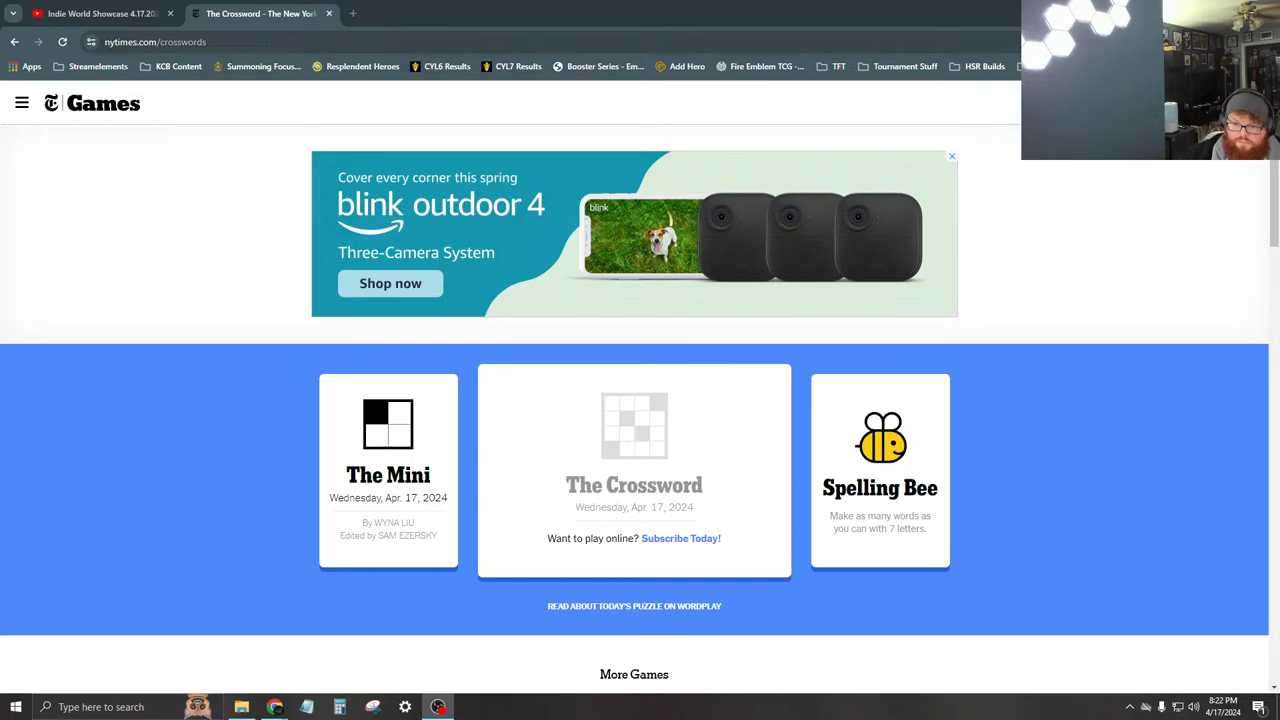 Indie World Showcase 4.17.202
The Crossword - The New York
nytimes.com/crosswords
Apps
Streamelements
KCB Content
Summoning Focus...
Resplendent Heroes
CYL6 Results
CYL7 Results
Booster Series - Em...
Add Hero
Fire Emblem TCG -...
TFT
Tournament Stuff
HSR Builds
T Games
Cover every corner this spring
blink outdoor 4
Three-Camera System
Shop now
blink
The Mini
Wednesday, Apr. 17, 2024
By WYNA LIU
Edited by SAM EZERSKY
The Crossword
Wednesday, Apr. 17, 2024
Want to play online? Subscribe Today!
Spelling Bee
Make as many words as
you can with 7 letters.
READ ABOUT TODAY'S PUZZLE ON WORDPLAY
More Games
Type here to search
8:22 PM
4/17/2024
1